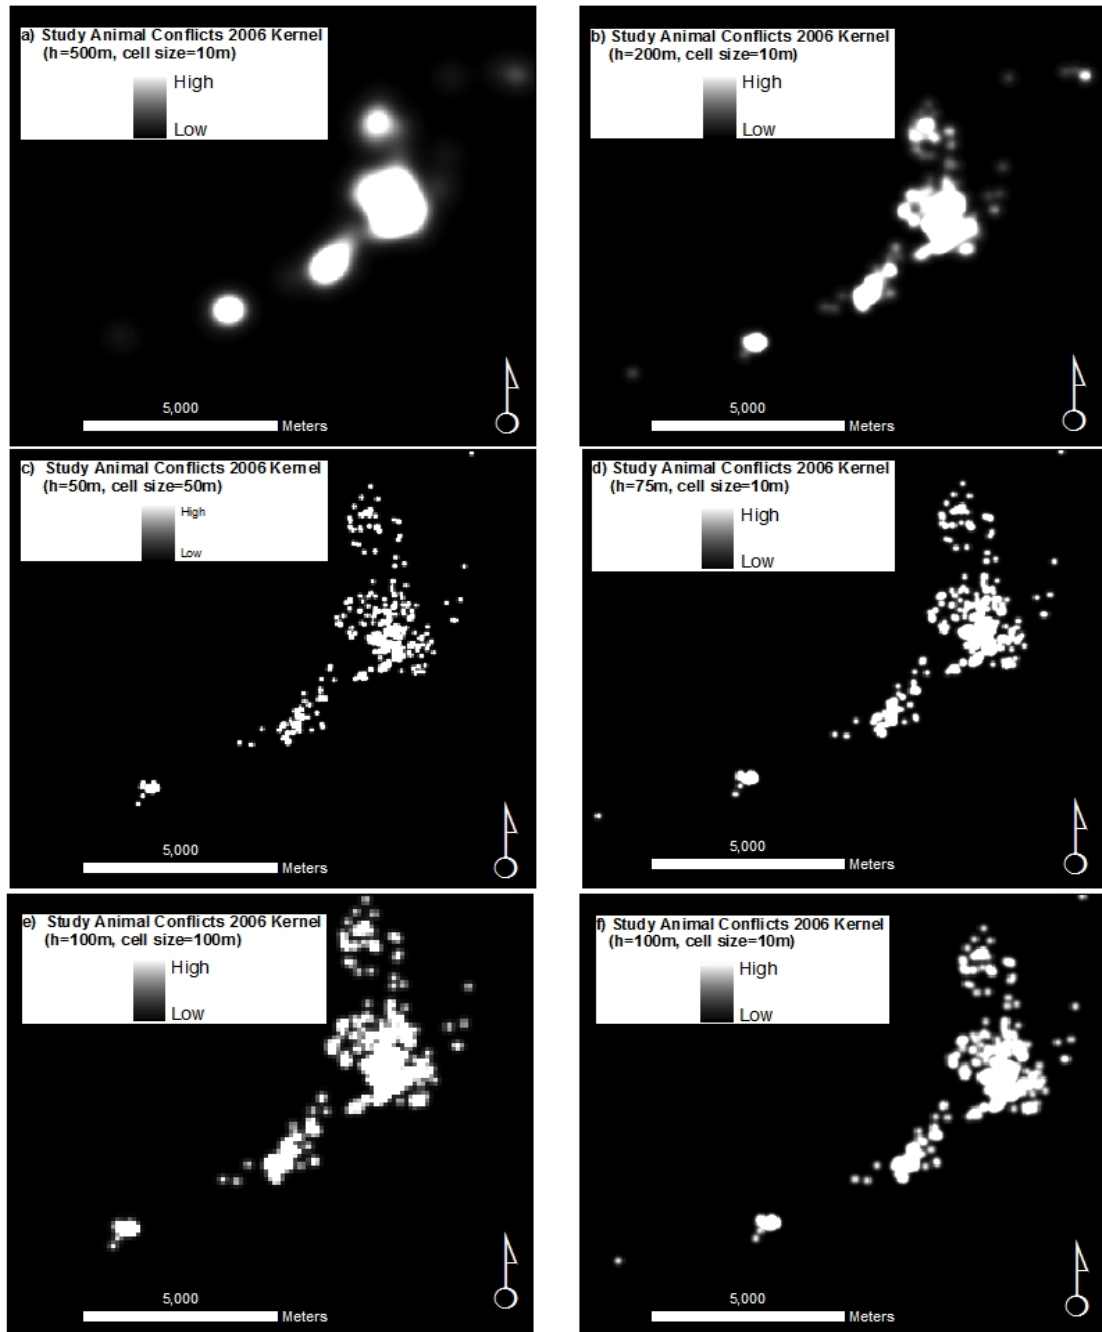 a) Study Animal Conflicts 2006 Kernel
(h=500m, cell size=10m)
High
Low
5,000
Meters
b) Study Animal Conflicts 2006 Kernel
(h=200m, cell size=10m)
High
Low
5,000
Meters
c) Study Animal Conflicts 2006 Kernel
(h=50m, cell size=50m)
High
Low
5,000
Meters
d) Study Animal Conflicts 2006 Kernel
(h=75m, cell size=10m)
High
Low
5,000
Meters
e) Study Animal Conflicts 2006 Kernel
(h=100m, cell size=100m)
High
Low
5,000
Meters
f) Study Animal Conflicts 2006 Kernel
(h=100m, cell size=10m)
High
Low
5,000
Meters